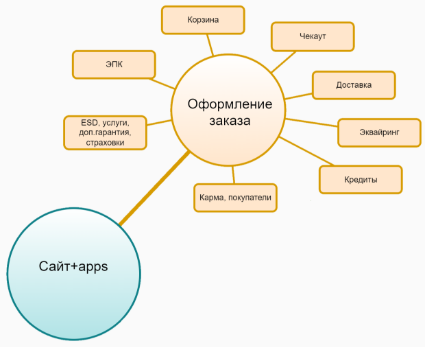 Корзина
Чекаут
ЭПК
Доставка
Оформление
заказа
ESD, услуги,
доп.гарантия,
страховки
Эквайринг
Кредиты
Карма, покупатели
Сайт+apps